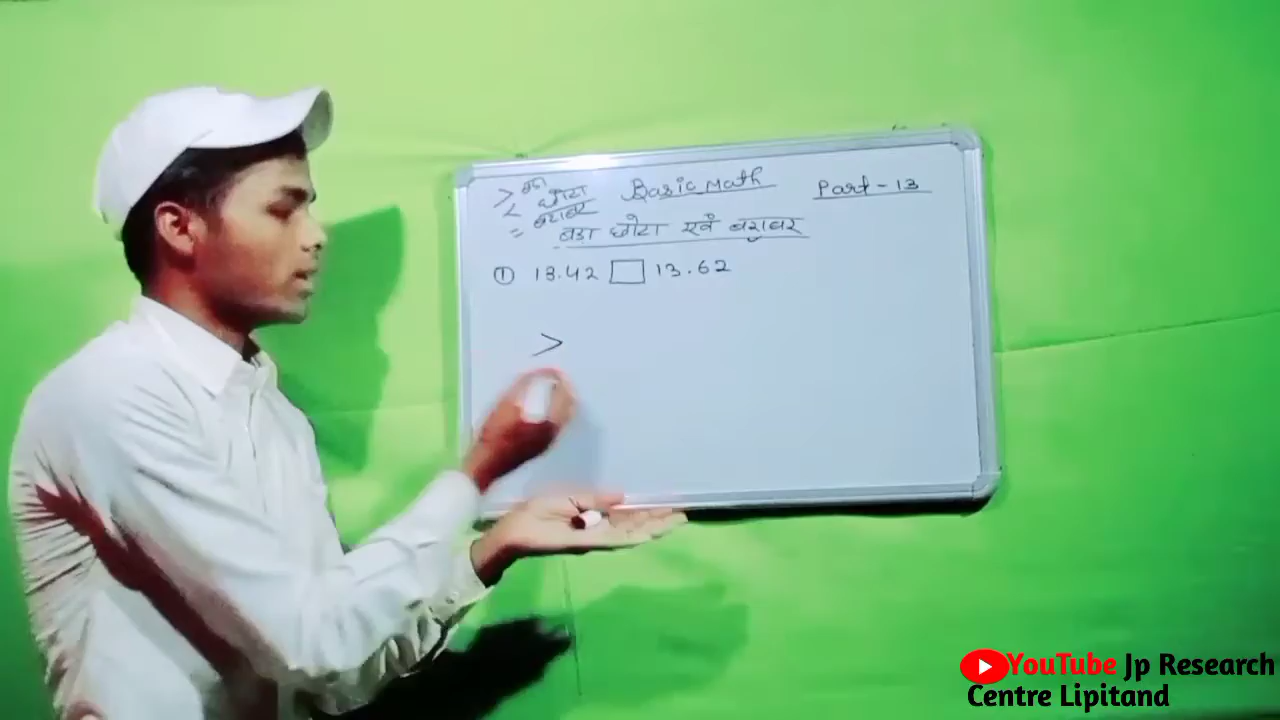 > बडा
< छोटा
= बराबर
Basic Math
Part - 13
बडा छोटा एवं बराबर
① 13.42 □ 13.62
>
YouTube Jp Research
Centre Lipitand